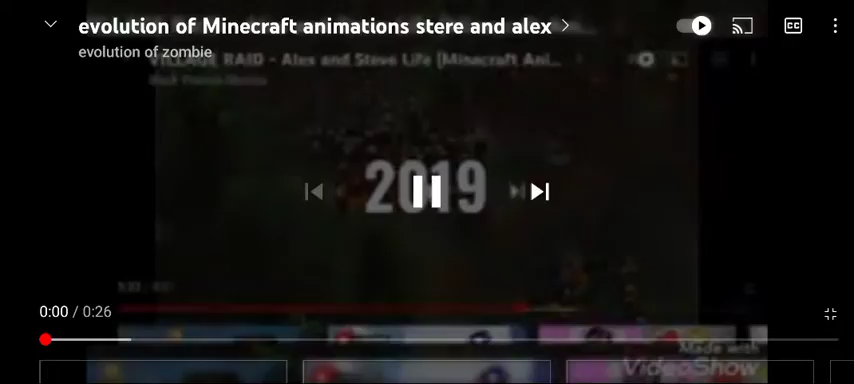 evolution of Minecraft animations stere and alex
evolution of zombie
VILLAGE RAID - Alex and Steve Life [Minecraft Ani...
CC
2019
0:00 / 0:26
Made with
VideoShow